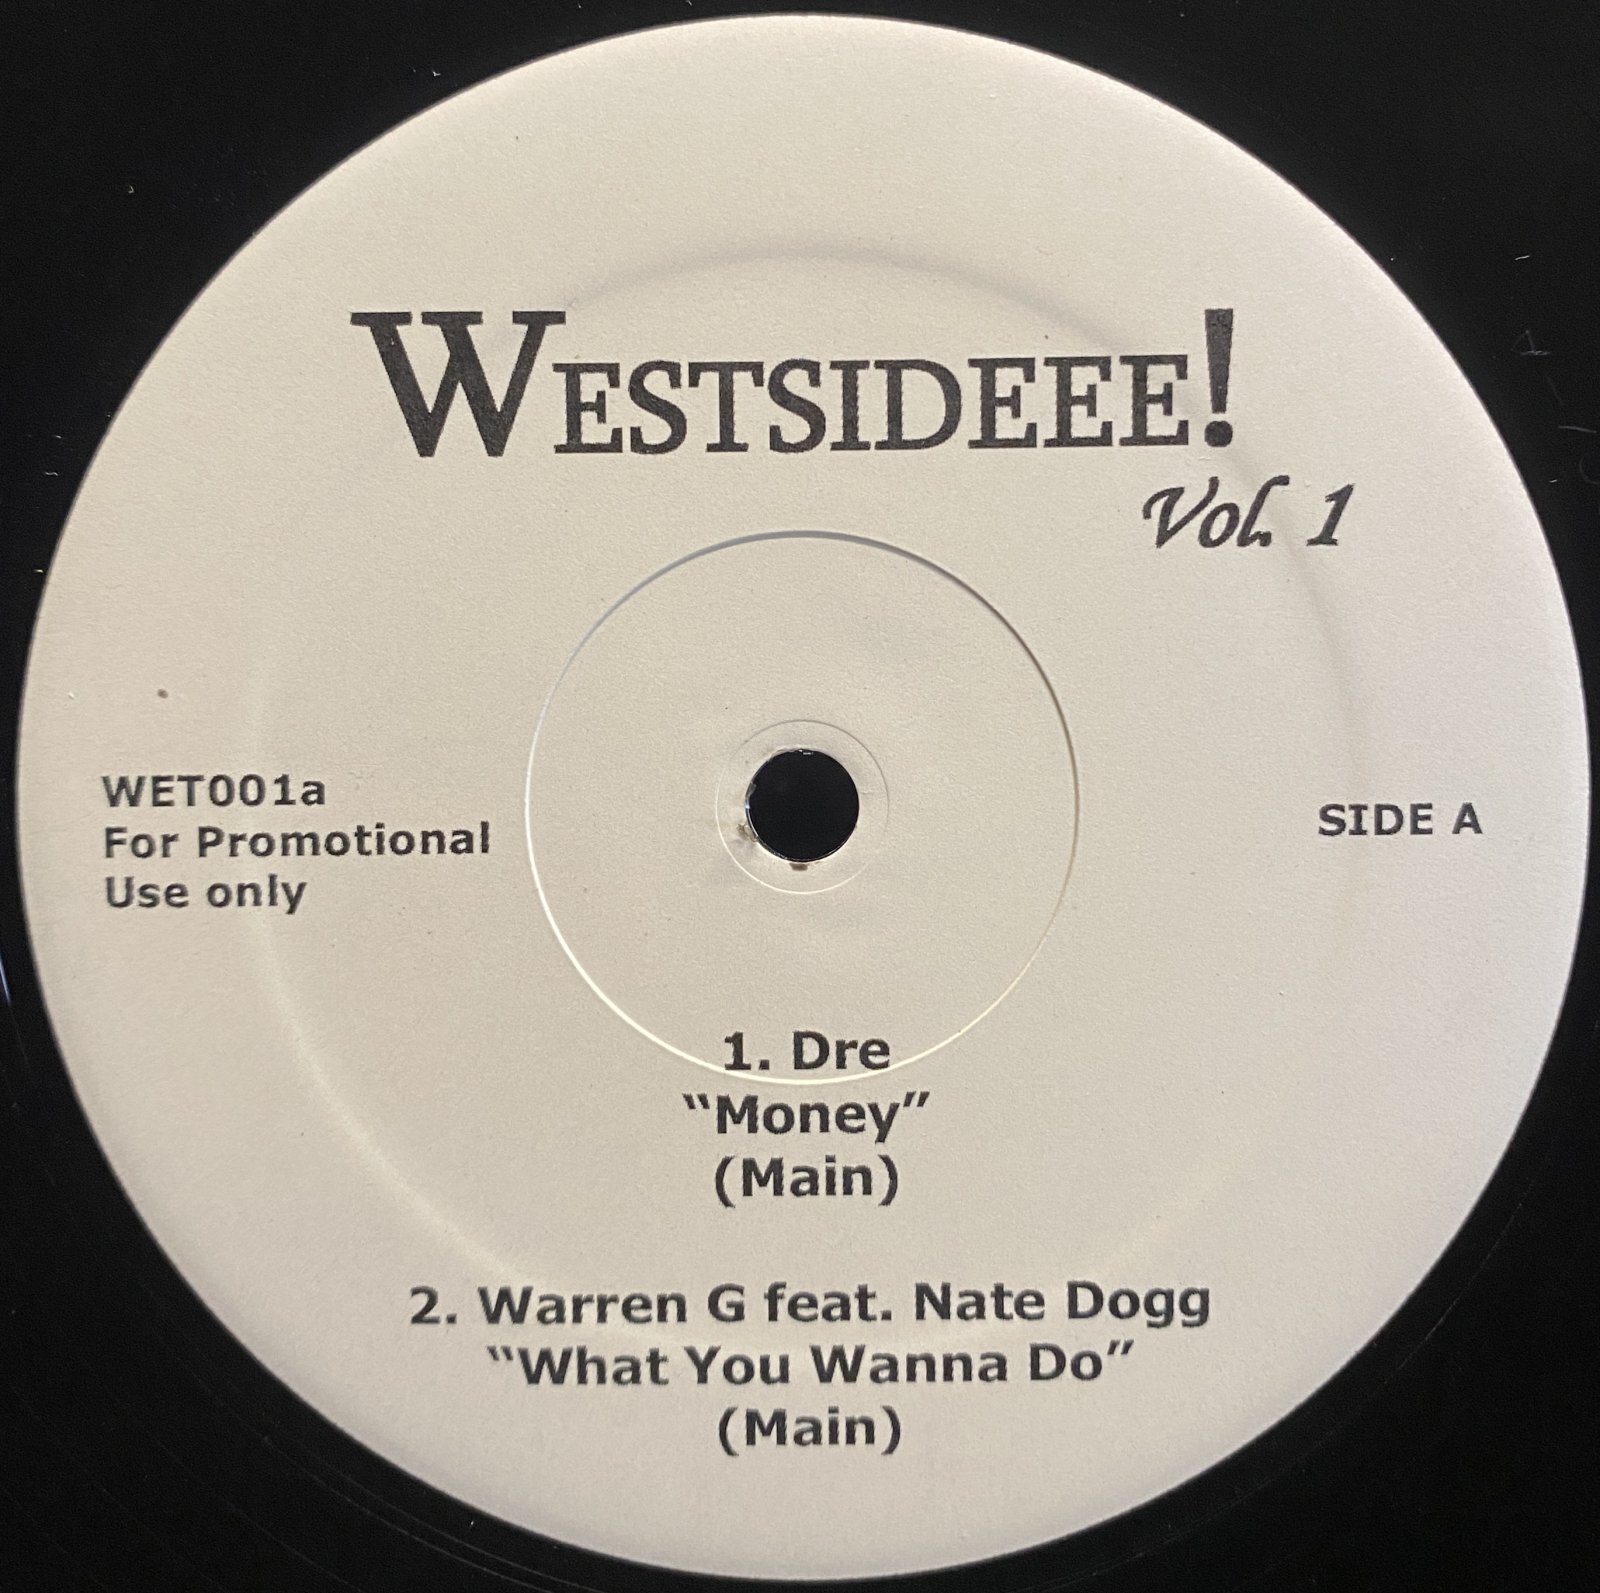 WESTSIDEEE!
Vol. 1
WET001a
For Promotional
Use only
SIDE A
1. Dre
“Money”
(Main)
2. Warren G feat. Nate Dogg
“What You Wanna Do”
(Main)